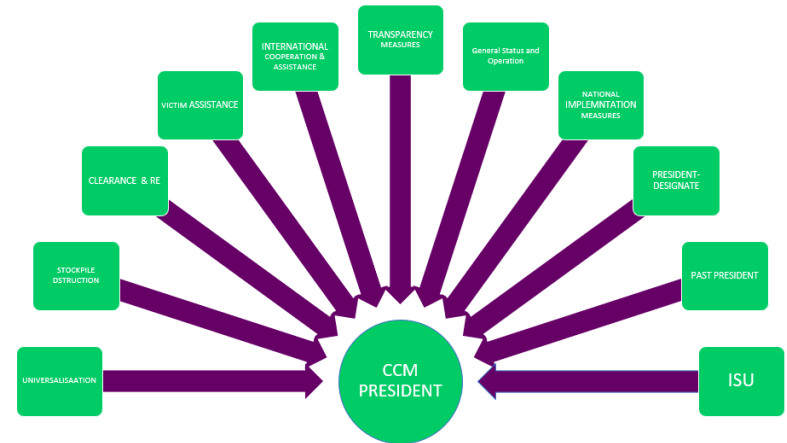 TRANSPARENCY
MEASURES
INTERNATIONAL
COOPERATION &
ASSISTANCE
General Status and
Operation
VICTIM ASSISTANCE
NATIONAL
IMPLEMNTATION
MEASURES
CLEARANCE & RE
PRESIDENT-
DESIGNATE
STOCKPILE
DSTRUCTION
PAST PRESIDENT
UNIVERSALISAATION
CCM
PRESIDENT
ISU